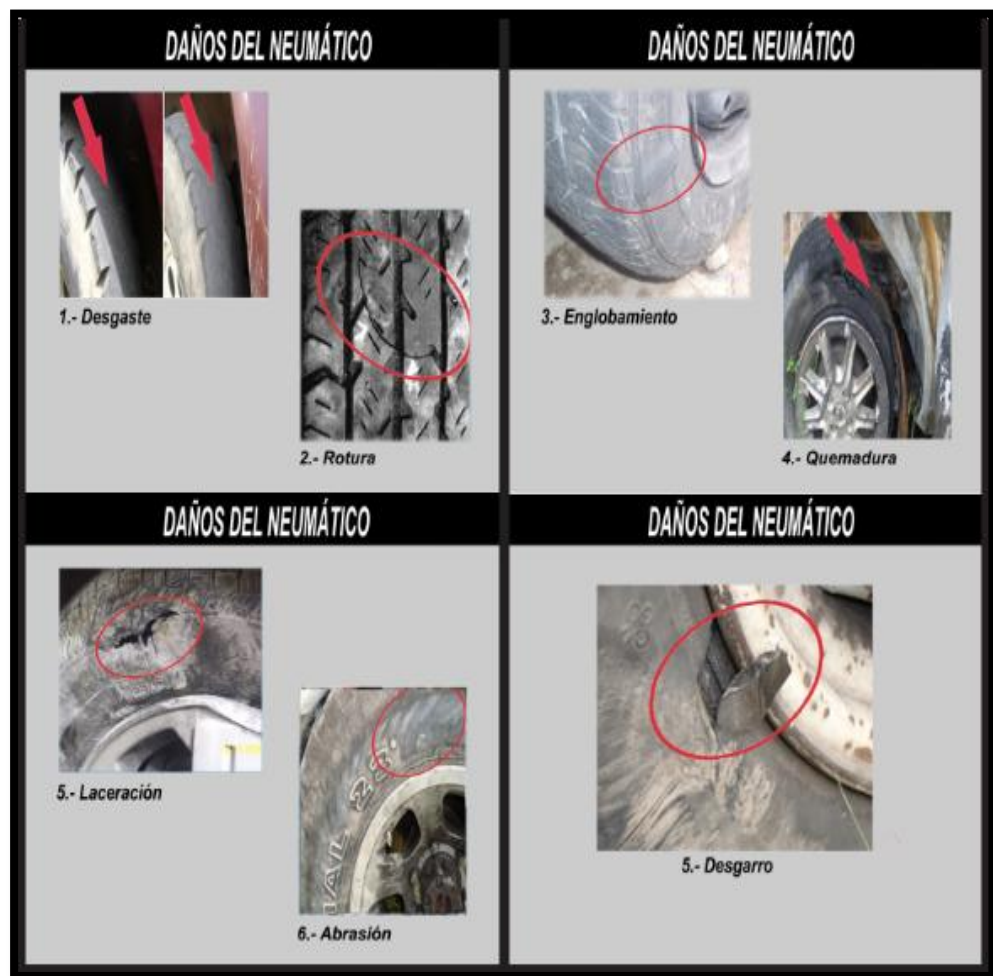 DAÑOS DEL NEUMÁTICO
1.- Desgaste
2.- Rotura
DAÑOS DEL NEUMÁTICO
3.- Englobamiento
4.- Quemadura
DAÑOS DEL NEUMÁTICO
5.- Laceración
6.- Abrasión
DAÑOS DEL NEUMÁTICO
5.- Desgarro